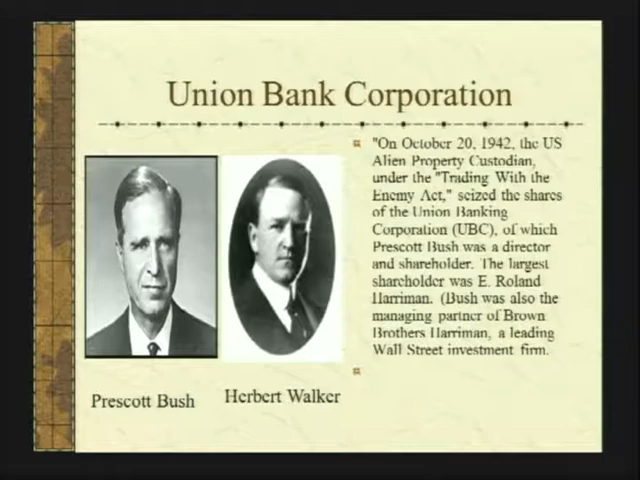 Union Bank Corporation
"On October 20, 1942, the US
Alien Property Custodian,
under the "Trading With the
Enemy Act," seized the shares
of the Union Banking
Corporation (UBC), of which
Prescott Bush was a director
and shareholder. The largest
shareholder was E. Roland
Harriman. (Bush was also the
managing partner of Brown
Brothers Harriman, a leading
Wall Street investment firm.
Prescott Bush
Herbert Walker